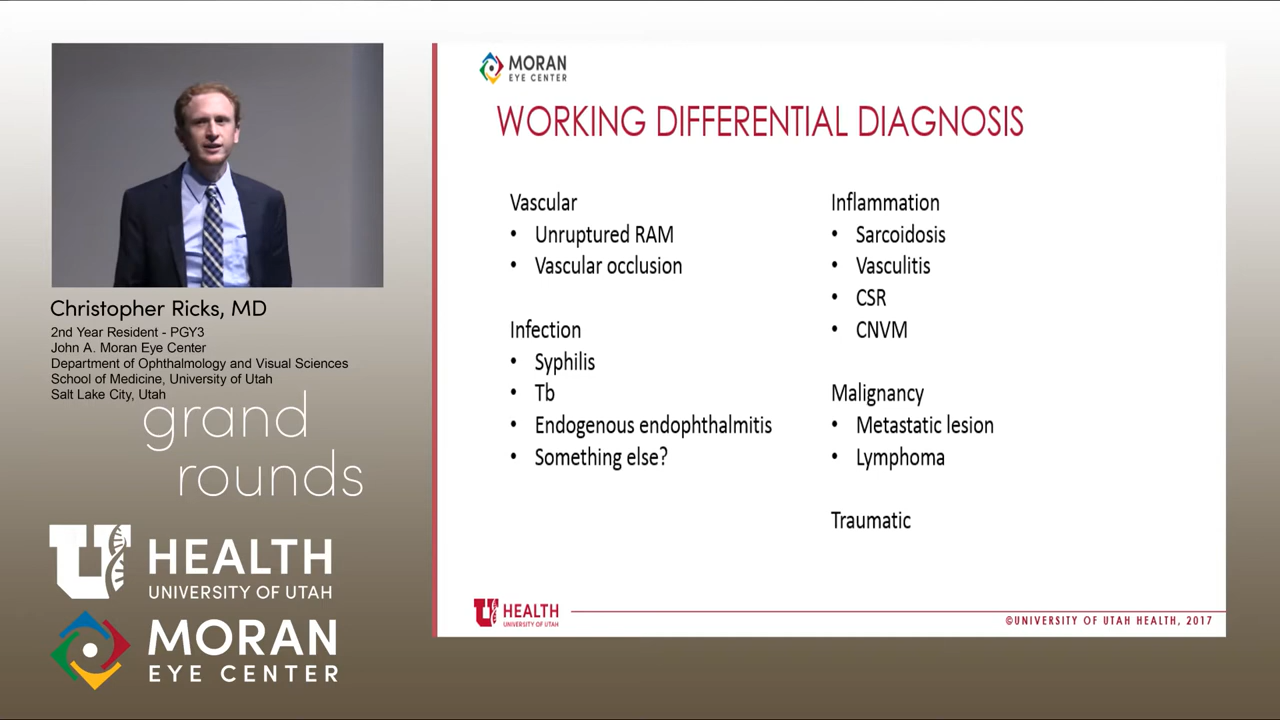 Christopher Ricks, MD
2nd Year Resident - PGY3
John A. Moran Eye Center
Department of Ophthalmology and Visual Sciences
School of Medicine, University of Utah
Salt Lake City, Utah
grand
rounds
U HEALTH
UNIVERSITY OF UTAH
MORAN
EYE CENTER
MORAN
EYE CENTER
WORKING DIFFERENTIAL DIAGNOSIS
Vascular
• Unruptured RAM
• Vascular occlusion
Infection
• Syphilis
• Tb
• Endogenous endophthalmitis
• Something else?
Inflammation
• Sarcoidosis
• Vasculitis
• CSR
• CNVM
Malignancy
• Metastatic lesion
• Lymphoma
Traumatic
U HEALTH
UNIVERSITY OF UTAH
©UNIVERSITY OF UTAH HEALTH, 2017